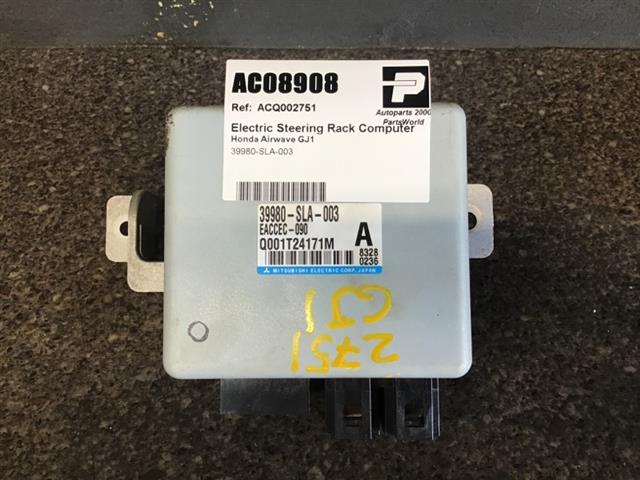 AC08908
Ref: ACQ002751
P
Autoparts 2000
PartsWorld
Electric Steering Rack Computer
Honda Airwave GJ1
39980-SLA-003
39980-SLA-003
EACCEC-090
Q001T24171M
A
8328
0236
MITSUBISHI ELECTRIC CORP. JAPAN
2751
GJ1